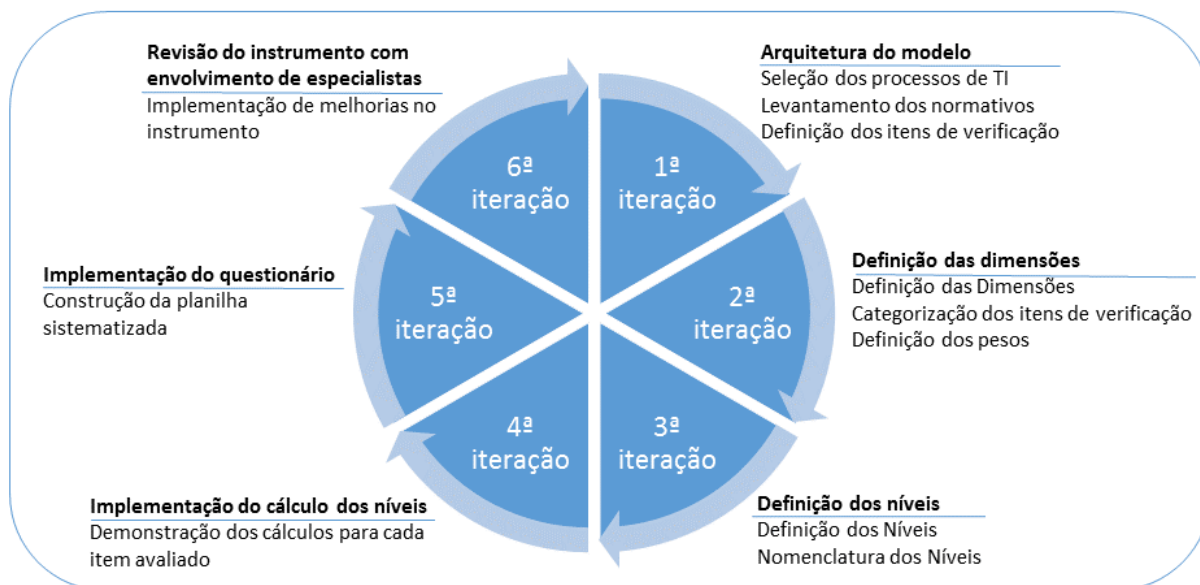 Arquitetura do modelo
Seleção dos processos de TI
Levantamento dos normativos
Definição dos itens de verificação
1ª
iteração
Definição das dimensões
Definição das Dimensões
Categorização dos itens de verificação
Definição dos pesos
2ª
iteração
Definição dos níveis
Definição dos Níveis
Nomenclatura dos Níveis
3ª
iteração
Implementação do cálculo dos níveis
Demonstração dos cálculos para cada
item avaliado
4ª
iteração
Implementação do questionário
Construção da planilha
sistematizada
5ª
iteração
Revisão do instrumento com
envolvimento de especialistas
Implementação de melhorias no
instrumento
6ª
iteração